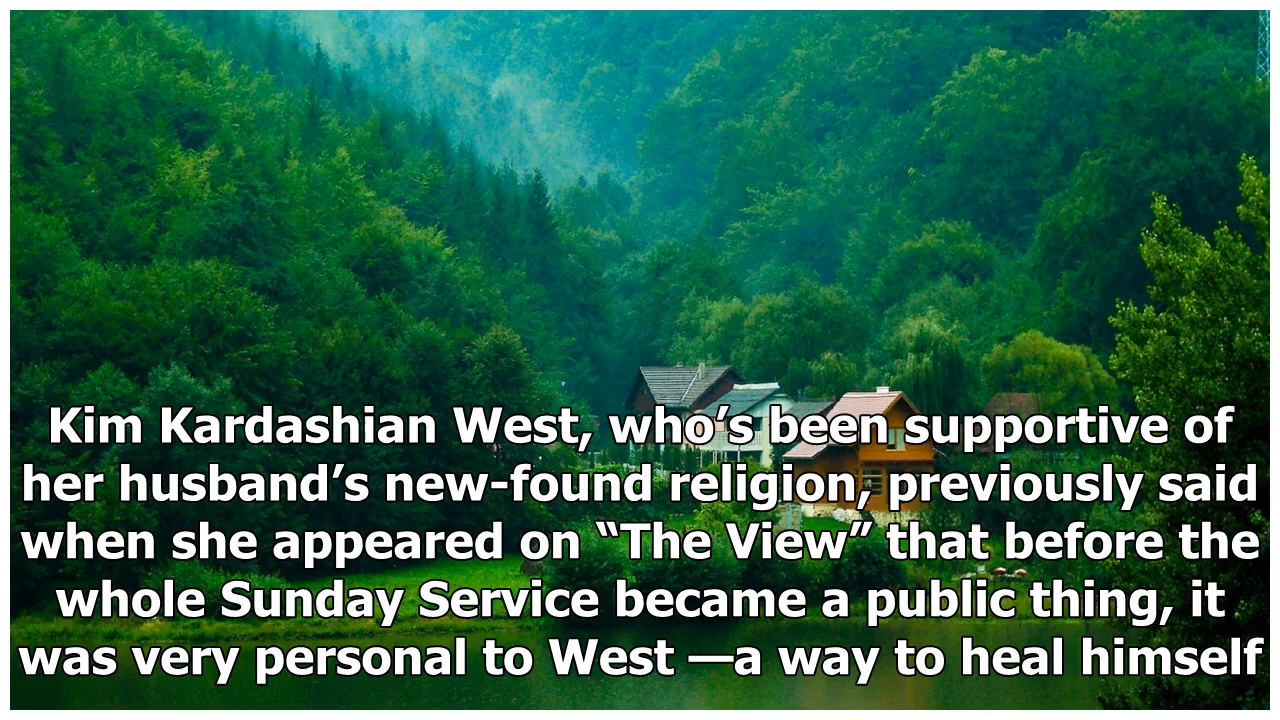 Kim Kardashian West, who’s been supportive of
her husband’s new-found religion, previously said
when she appeared on “The View” that before the
whole Sunday Service became a public thing, it
was very personal to West —a way to heal himself